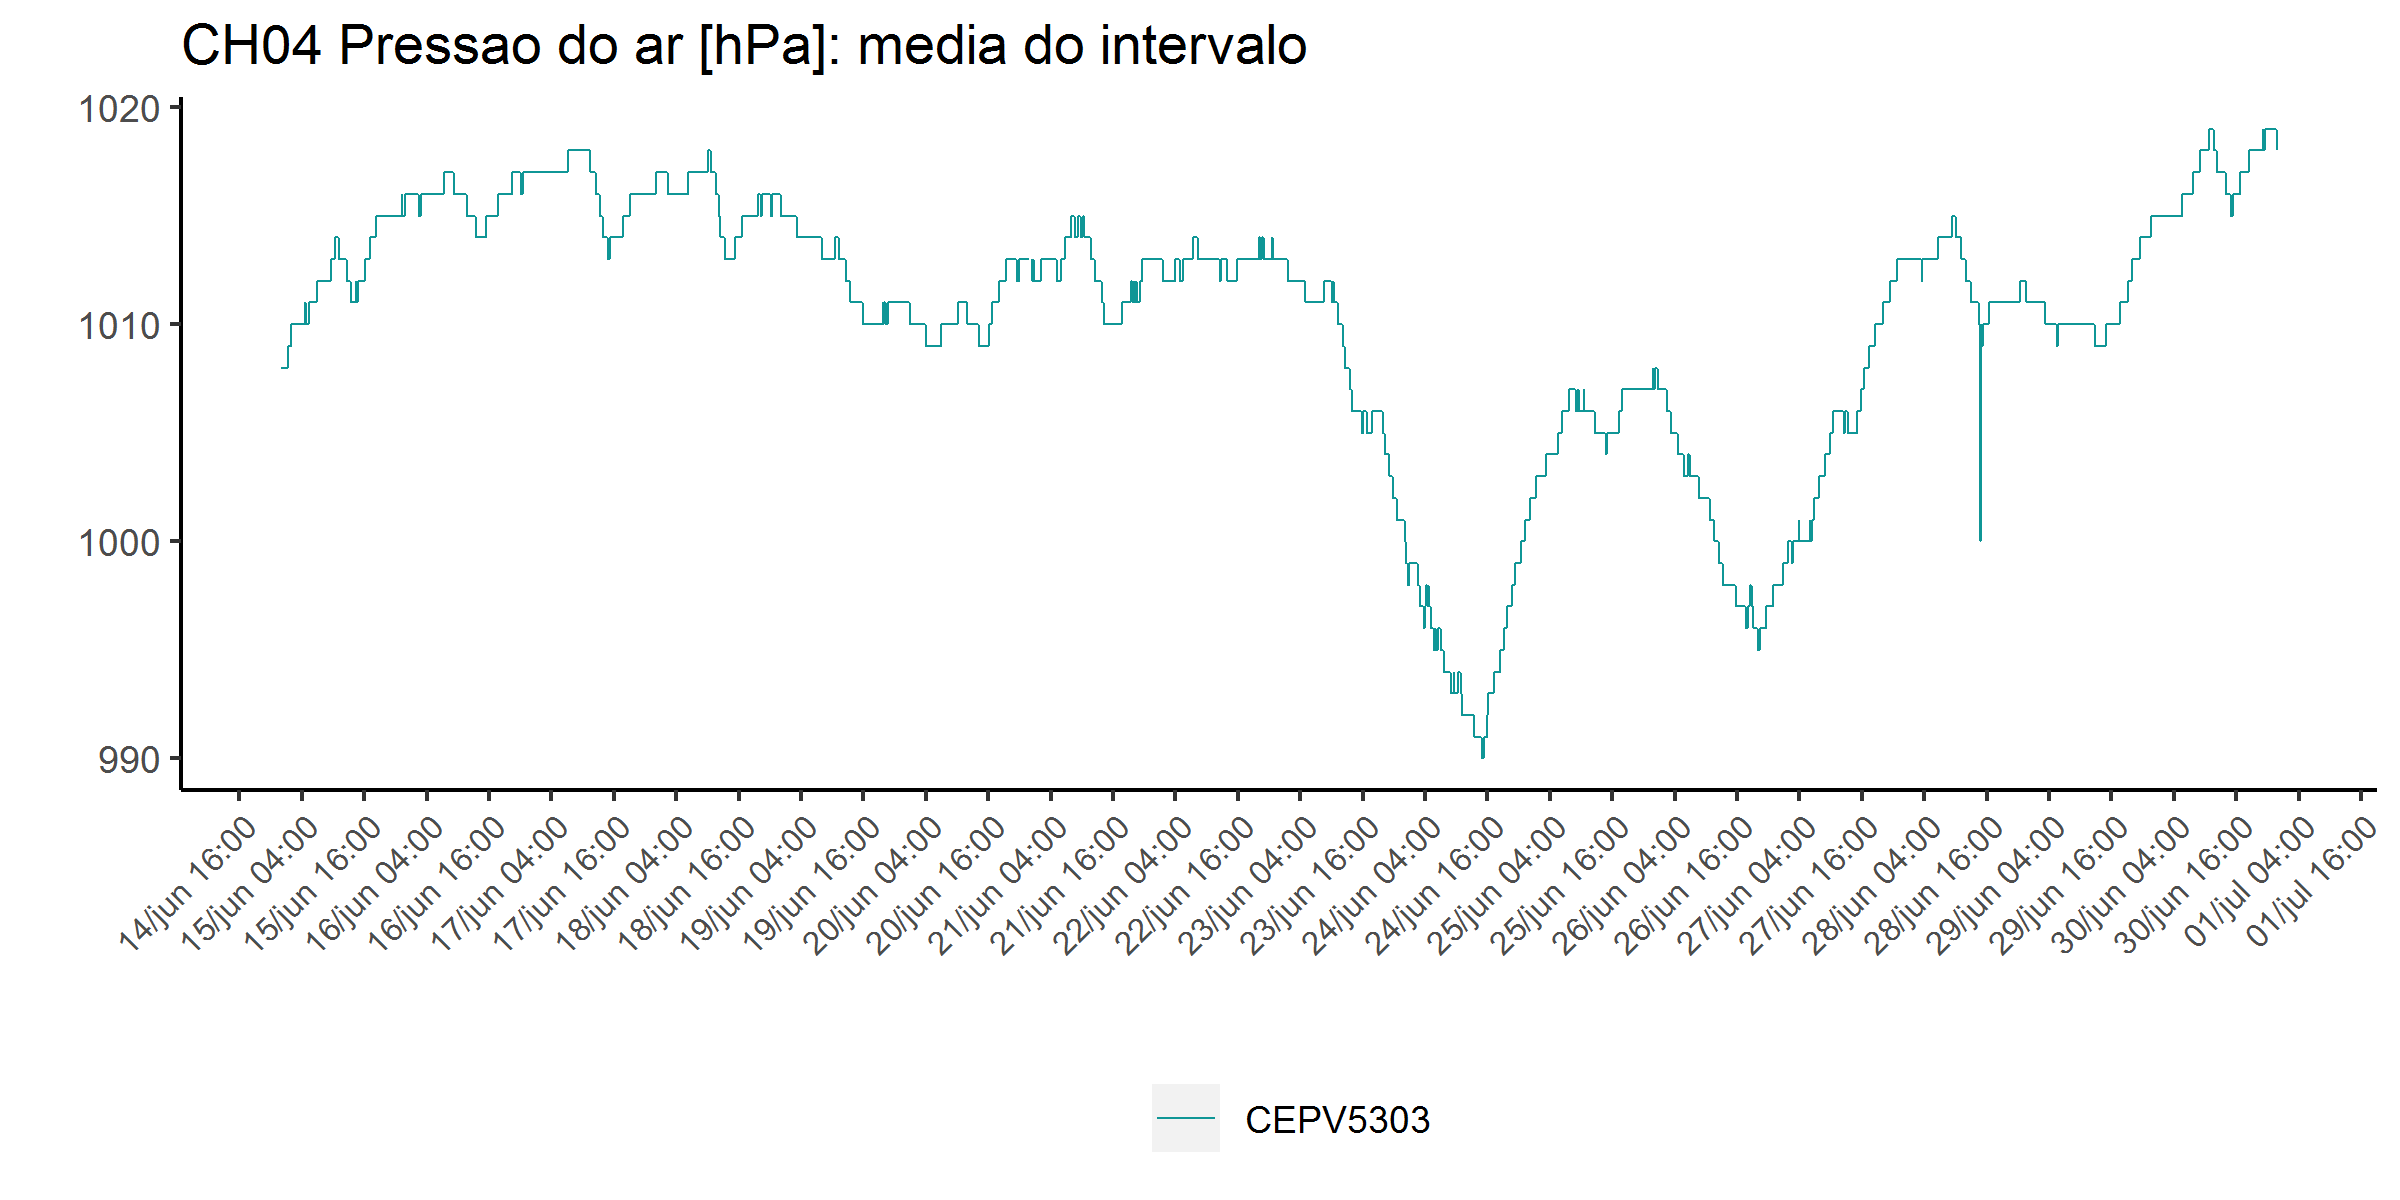 CH04 Pressao do ar [hPa]: media do intervalo
1020
1010
1000
990
14/jun 16:00
15/jun 04:00
15/jun 16:00
16/jun 04:00
16/jun 16:00
17/jun 04:00
17/jun 16:00
18/jun 04:00
18/jun 16:00
19/jun 04:00
19/jun 16:00
20/jun 04:00
20/jun 16:00
21/jun 04:00
21/jun 16:00
22/jun 04:00
22/jun 16:00
23/jun 04:00
23/jun 16:00
24/jun 04:00
24/jun 16:00
25/jun 04:00
25/jun 16:00
26/jun 04:00
26/jun 16:00
27/jun 04:00
27/jun 16:00
28/jun 04:00
28/jun 16:00
29/jun 04:00
29/jun 16:00
30/jun 04:00
30/jun 16:00
01/jul 04:00
01/jul 16:00
CEPV5303